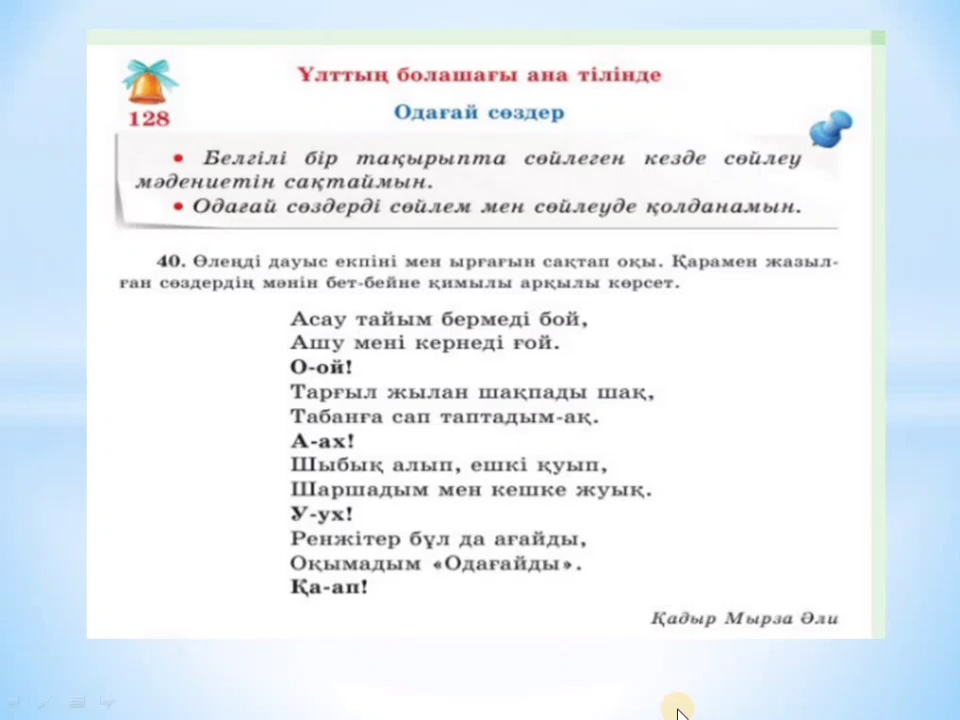 Ұлттың болашағы ана тілінде
128
Одағай сөздер
• Белгілі бір тақырыпта сөйлеген кезде сөйлеу
мәдениетін сақтаймын.
• Одағай сөздерді сөйлем мен сөйлеуде қолданамын.
40. Өлеңді дауыс екпіні мен ырғағын сақтап оқы. Қарамен жазыл-
ған сөздердің мәнін бет-бейне қимылы арқылы көрсет.
Асау тайым бермеді бой,
Ашу мені кернеді ғой.
О-ой!
Тарғыл жылан шақпады шақ,
Табанға сап таптадым-ақ.
А-ах!
Шыбық алып, ешкі қуып,
Шаршадым мен кешке жуық.
У-ух!
Ренжітер бұл да ағайды,
Оқымадым «Одағайды».
Қа-ап!
Қадыр Мырза Әли